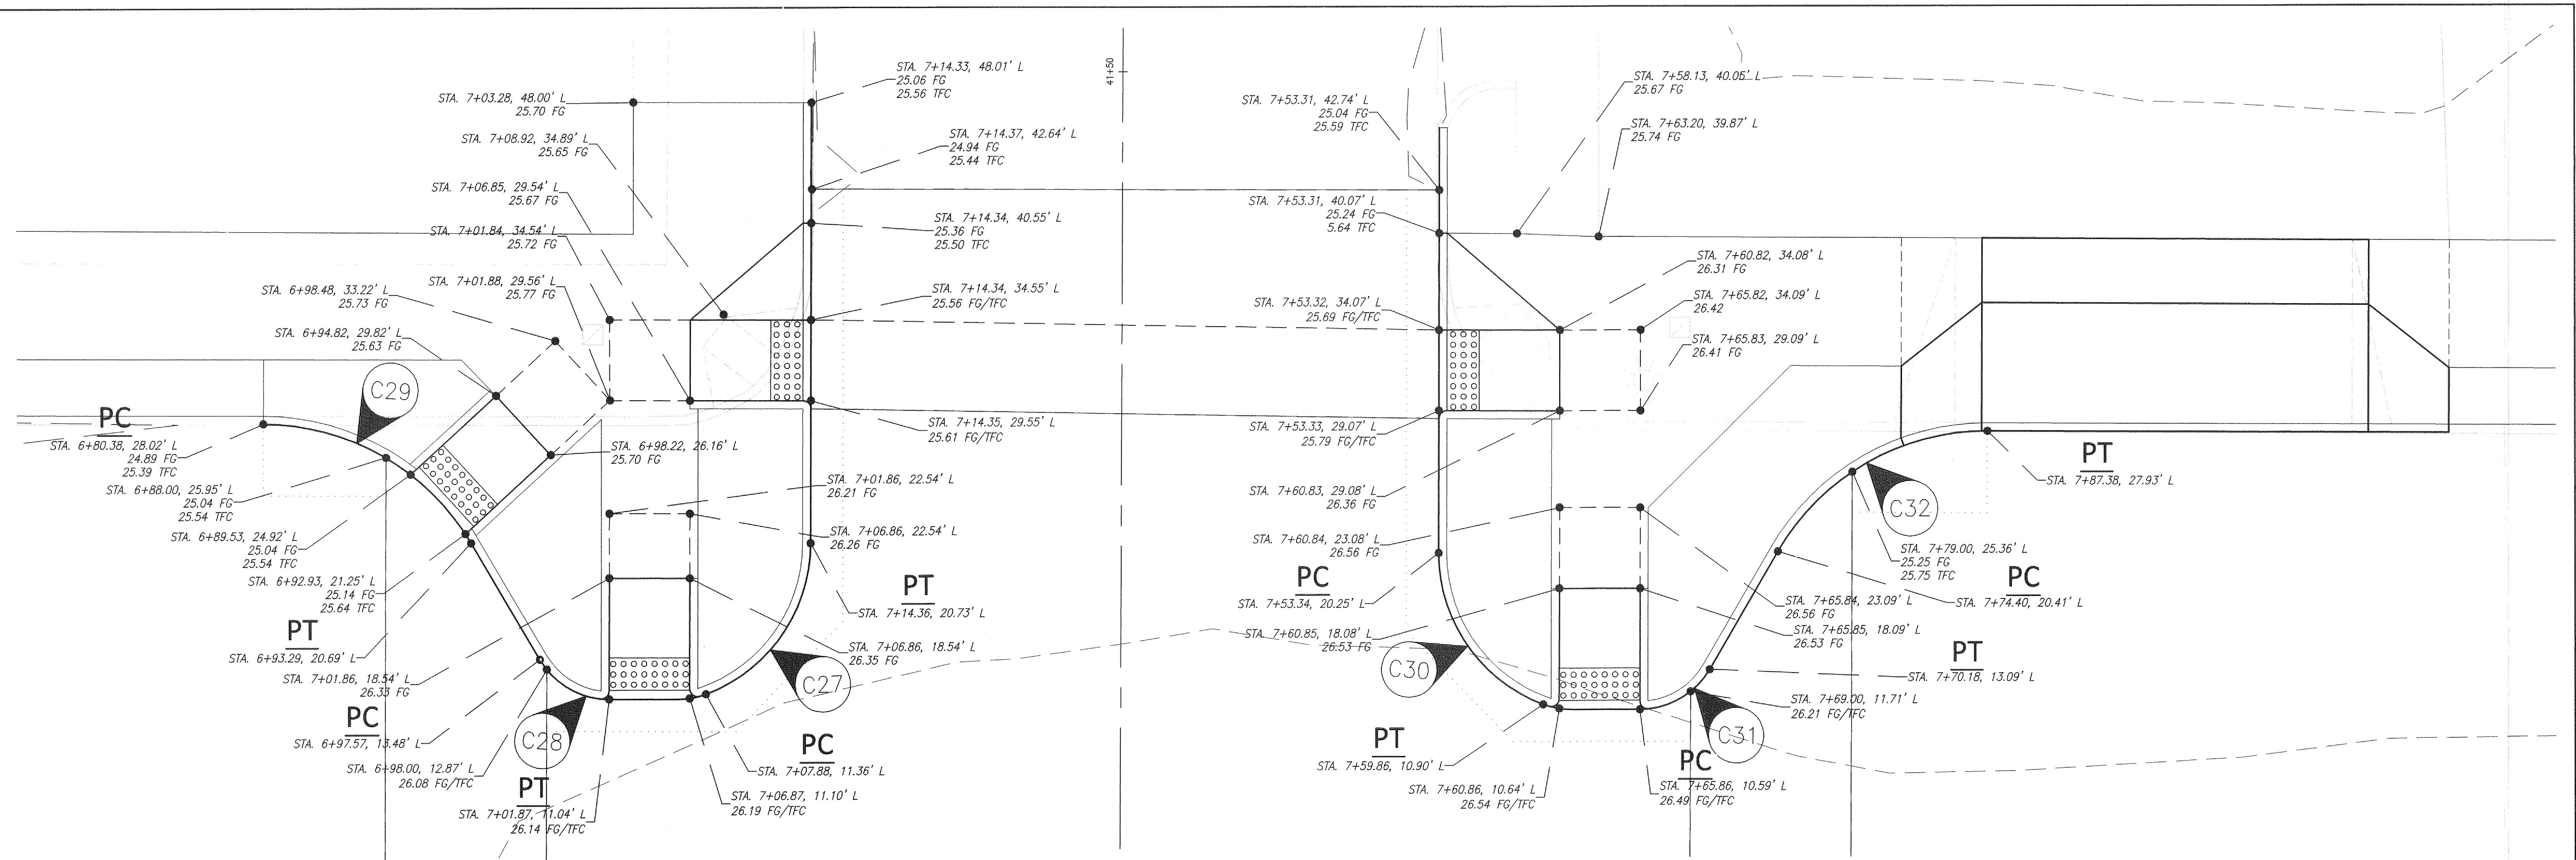 STA. 7+03.28, 48.00' L
25.70 FG
STA. 7+08.92, 34.89' L
25.65 FG
STA. 7+06.85, 29.54' L
25.67 FG
STA. 7+01.84, 34.54' L
25.72 FG
STA. 7+01.88, 29.56' L
25.77 FG
STA. 6+98.48, 33.22' L
25.73 FG
STA. 6+94.82, 29.82' L
25.63 FG
C29
PC
STA. 6+80.38, 28.02' L
24.89 FG
25.39 TFC
STA. 6+88.00, 25.95' L
25.04 FG
25.54 TFC
STA. 6+89.53, 24.92' L
25.04 FG
25.54 TFC
STA. 6+92.93, 21.25' L
25.14 FG
25.64 TFC
PT
STA. 6+93.29, 20.69' L
STA. 7+01.86, 18.54' L
26.33 FG
PC
STA. 6+97.57, 13.48' L
STA. 6+98.00, 12.87' L
26.08 FG/TFC
C28
PT
STA. 7+01.87, 11.04' L
26.14 FG/TFC
STA. 6+98.22, 26.16' L
25.70 FG
STA. 7+14.33, 48.01' L
25.06 FG
25.56 TFC
STA. 7+14.37, 42.64' L
24.94 FG
25.44 TFC
STA. 7+14.34, 40.55' L
25.36 FG
25.50 TFC
STA. 7+14.34, 34.55' L
25.56 FG/TFC
STA. 7+14.35, 29.55' L
25.61 FG/TFC
STA. 7+01.86, 22.54' L
26.21 FG
STA. 7+06.86, 22.54' L
26.26 FG
PT
STA. 7+14.36, 20.73' L
STA. 7+06.86, 18.54' L
26.35 FG
C27
PC
STA. 7+07.88, 11.36' L
STA. 7+06.87, 11.10' L
26.19 FG/TFC
41+50
STA. 7+53.31, 42.74' L
25.04 FG
25.59 TFC
STA. 7+53.31, 40.07' L
25.24 FG
5.64 TFC
STA. 7+53.32, 34.07' L
25.69 FG/TFC
STA. 7+53.33, 29.07' L
25.79 FG/TFC
STA. 7+60.83, 29.08' L
26.36 FG
STA. 7+60.84, 23.08' L
26.56 FG
PC
STA. 7+53.34, 20.25' L
STA. 7+60.85, 18.08' L
26.53 FG
C30
PT
STA. 7+59.86, 10.90' L
STA. 7+60.86, 10.64' L
26.54 FG/TFC
STA. 7+58.13, 40.05' L
25.67 FG
STA. 7+63.20, 39.87' L
25.74 FG
STA. 7+60.82, 34.08' L
26.31 FG
STA. 7+65.82, 34.09' L
26.42
STA. 7+65.83, 29.09' L
26.41 FG
PT
STA. 7+87.38, 27.93' L
C32
STA. 7+79.00, 25.36' L
25.25 FG
25.75 TFC
PC
STA. 7+74.40, 20.41' L
STA. 7+65.84, 23.09' L
26.56 FG
STA. 7+65.85, 18.09' L
26.53 FG
PT
STA. 7+70.18, 13.09' L
STA. 7+69.00, 11.71' L
26.21 FG/TFC
C31
PC
STA. 7+65.86, 10.59' L
26.49 FG/TFC